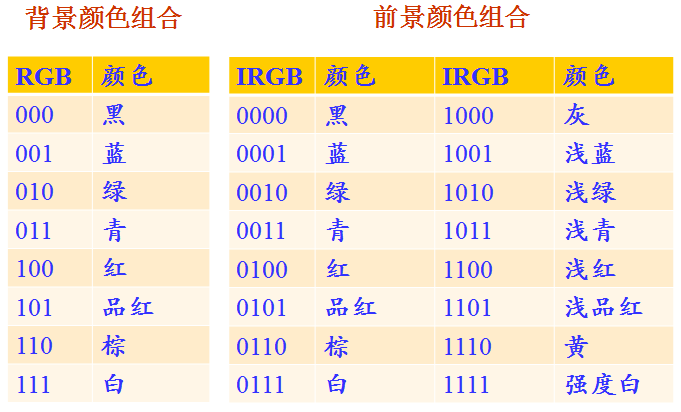 背景颜色组合 前景颜色组合
RGB 颜色 IRGB 颜色 IRGB 颜色
000 黑 0000 黑 1000 灰
001 蓝 0001 蓝 1001 浅蓝
010 绿 0010 绿 1010 浅绿
011 青 0011 青 1011 浅青
100 红 0100 红 1100 浅红
101 品红 0101 品红 1101 浅品红
110 棕 0110 棕 1110 黄
111 白 0111 白 1111 强度白